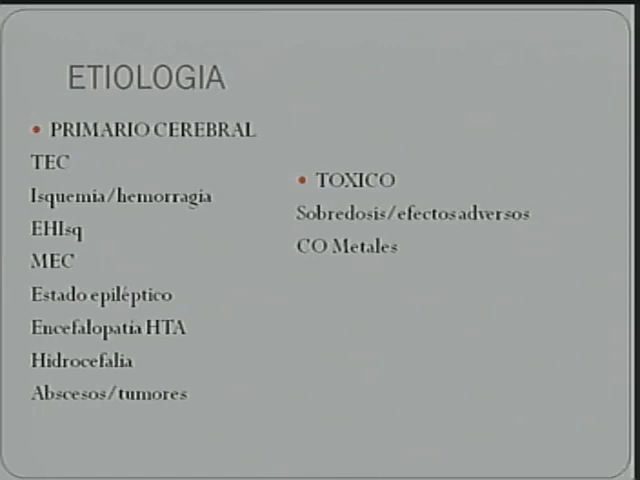 ETIOLOGIA
• PRIMARIO CEREBRAL
TEC
Isquemia/hemorragia
EHIsq
MEC
Estado epiléptico
Encefalopatia HTA
Hidrocefalia
Abscesos/tumores
• TOXICO
Sobredosis/efectos adversos
CO Metales